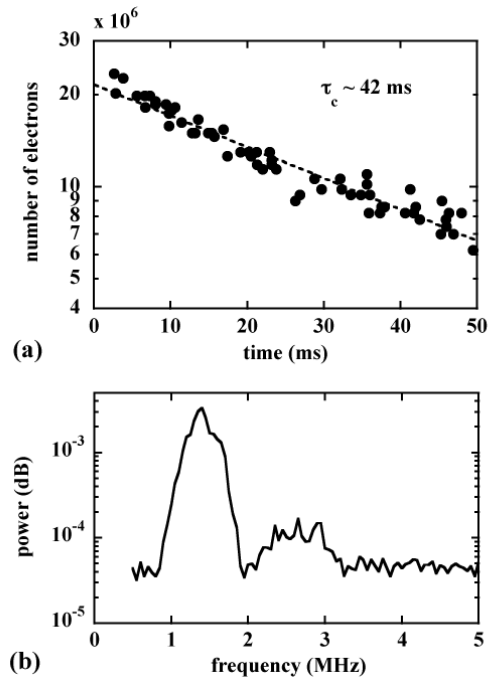 x 10⁶
30
20
10
9
8
7
6
5
4
number of electrons
τc ~ 42 ms
0 10 20 30 40 50
(a) time (ms)
10⁻³
10⁻⁴
10⁻⁵
power (dB)
0 1 2 3 4 5
(b) frequency (MHz)